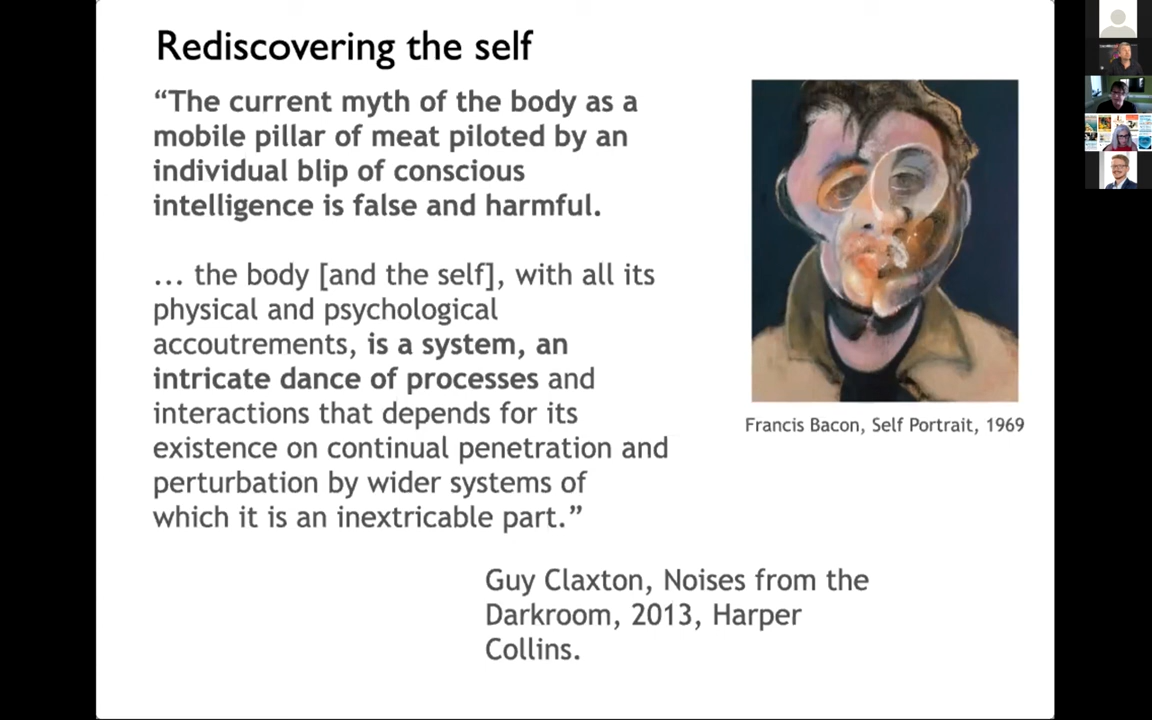 Rediscovering the self
“The current myth of the body as a
mobile pillar of meat piloted by an
individual blip of conscious
intelligence is false and harmful.
... the body [and the self], with all its
physical and psychological
accoutrements, is a system, an
intricate dance of processes and
interactions that depends for its
existence on continual penetration and
perturbation by wider systems of
which it is an inextricable part.”
Francis Bacon, Self Portrait, 1969
Guy Claxton, Noises from the
Darkroom, 2013, Harper
Collins.